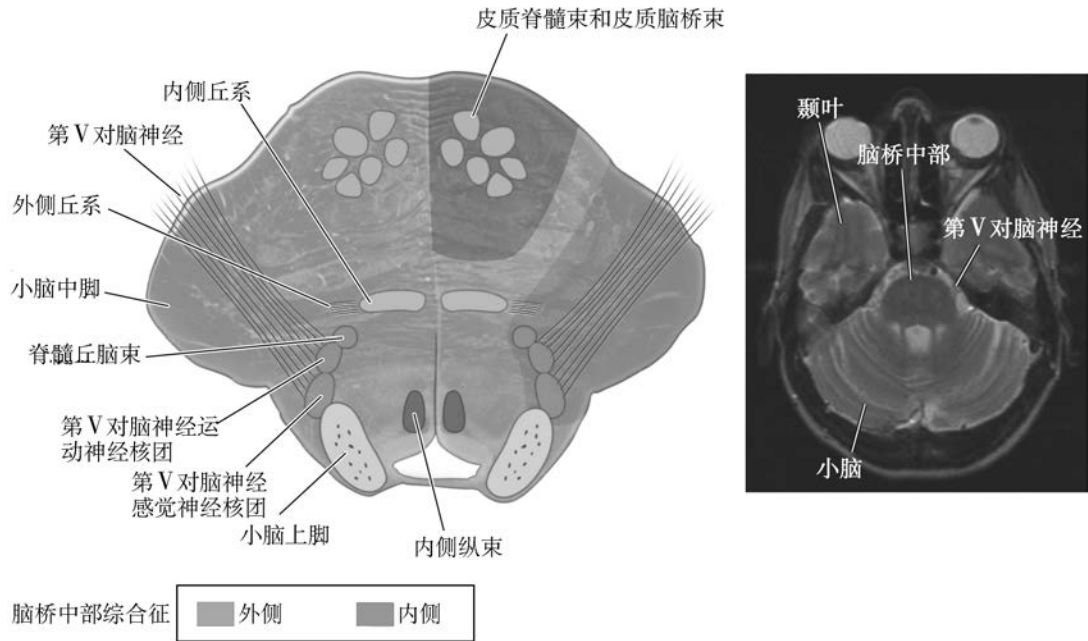 皮质脊髓束和皮质脑桥束
内侧丘系
第Ⅴ对脑神经
外侧丘系
小脑中脚
脊髓丘脑束
第Ⅴ对脑神经运
动神经核团
第Ⅴ对脑神经
感觉神经核团
小脑上脚
内侧纵束
颞叶
脑桥中部
第Ⅴ对脑神经
小脑
脑桥中部综合征
外侧
内侧